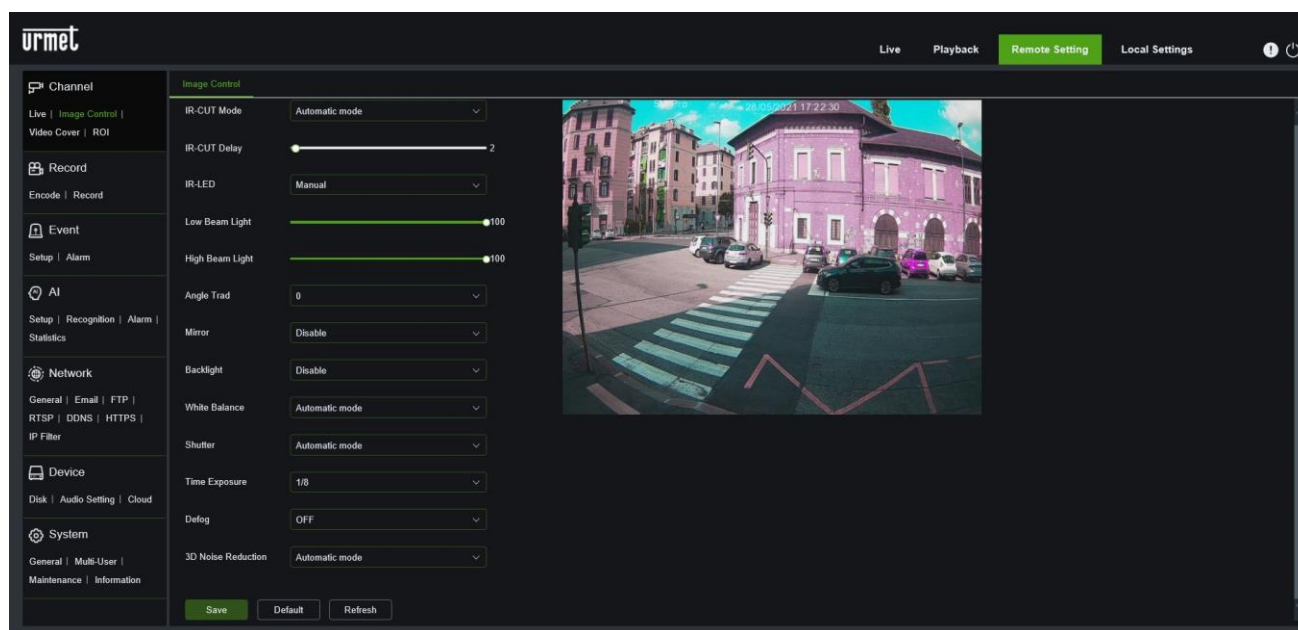 urmet
Live
Playback
Remote Setting
Local Settings
Channel
Live | Image Control |
Video Cover | ROI
Record
Encode | Record
Event
Setup | Alarm
AI
Setup | Recognition | Alarm |
Statistics
Network
General | Email | FTP |
RTSP | DDNS | HTTPS |
IP Filter
Device
Disk | Audio Setting | Cloud
System
General | Multi-User |
Maintenance | Information
Image Control
IR-CUT Mode Automatic mode
IR-CUT Delay 2
IR-LED Manual
Low Beam Light 100
High Beam Light 100
Angle Trad 0
Mirror Disable
Backlight Disable
White Balance Automatic mode
Shutter Automatic mode
Time Exposure 1/8
Defog OFF
3D Noise Reduction Automatic mode
Save Default Refresh
28/05/2021 17:22:30